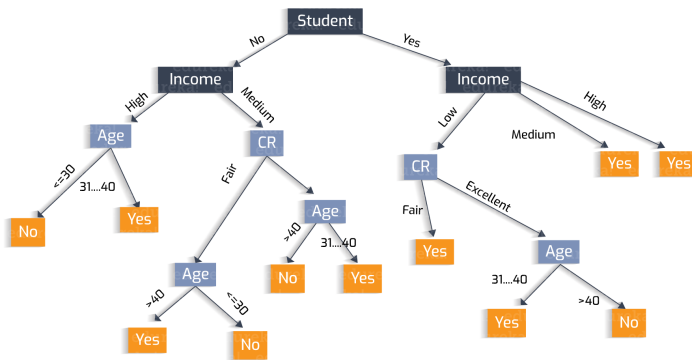 Student
No
Yes
Income
Income
High
Medium
Low
Medium
High
Age
CR
CR
Yes
Yes
<=30
31....40
Fair
Fair
Excellent
No
Yes
Age
Yes
Age
>40
31....40
Age
No
Yes
31....40
>40
>40
<=30
Yes
No
Yes
No